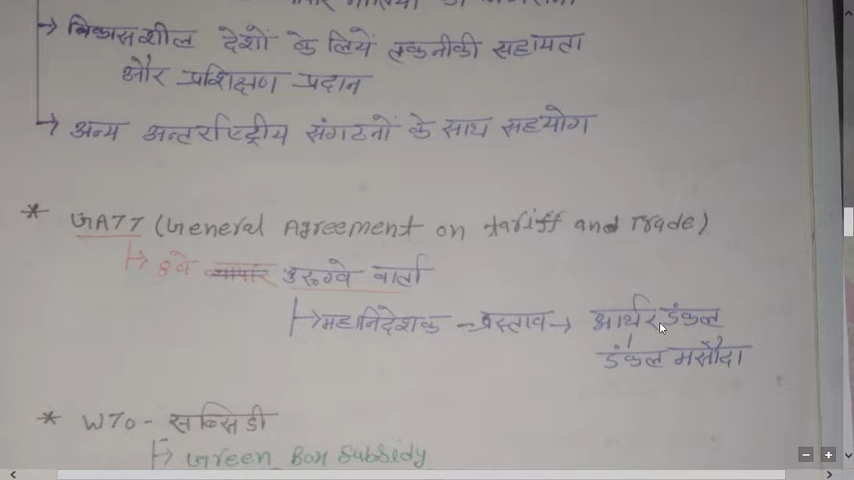 → विकासशील देशों के लिये तकनीकी सहायता
और प्रशिक्षण प्रदान
→ अन्य अन्तर्राष्ट्रीय संगठनों के साथ सहयोग
* GATT (General Agreement on tariff and Trade)
→ 8वे व्यापार उरुग्वे वार्ता
→ महानिदेशक - प्रस्ताव → आर्थर डंकल
डंकल मसौदा
* WTO - सब्सिडी
→ Green Box Subsidy